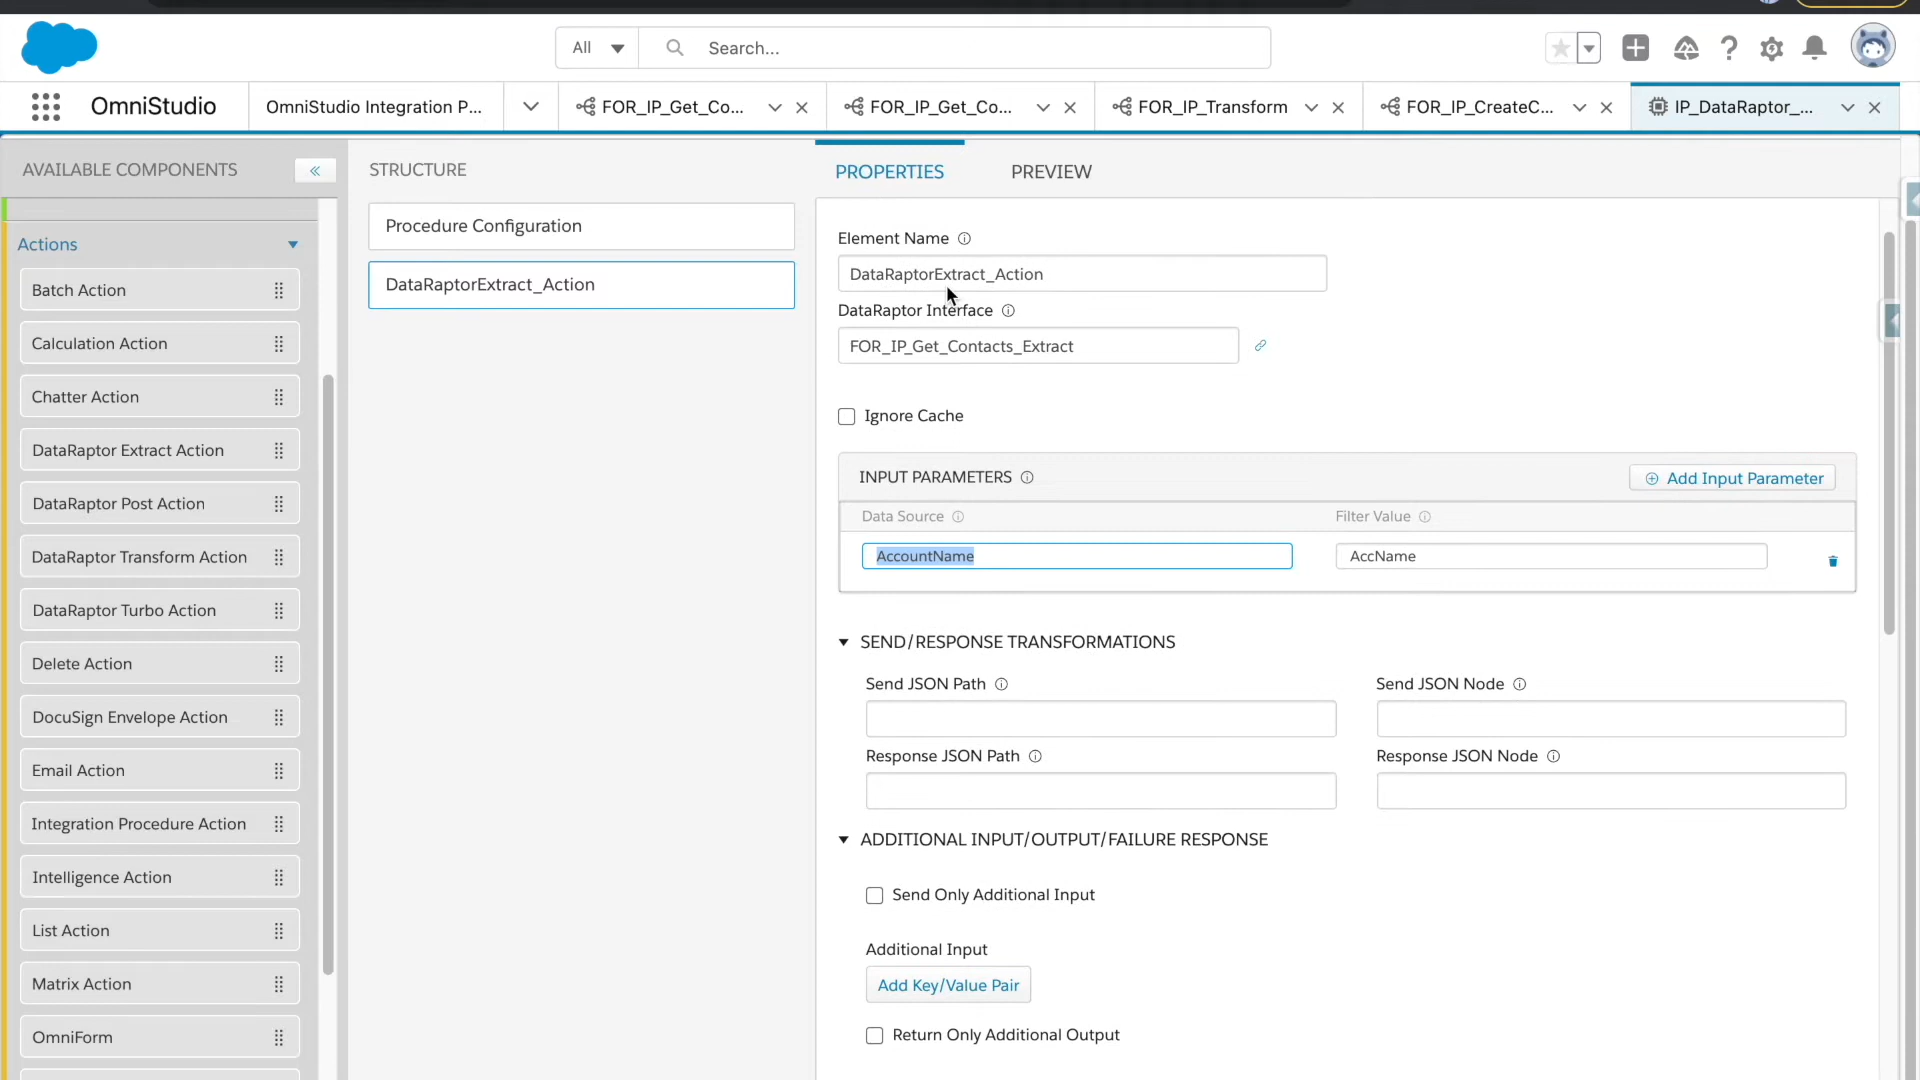 All
Search...
OmniStudio
OmniStudio Integration P...
FOR_IP_Get_Co...
FOR_IP_Get_Co...
FOR_IP_Transform
FOR_IP_CreateC...
IP_DataRaptor_...
AVAILABLE COMPONENTS
Actions
Batch Action
Calculation Action
Chatter Action
DataRaptor Extract Action
DataRaptor Post Action
DataRaptor Transform Action
DataRaptor Turbo Action
Delete Action
DocuSign Envelope Action
Email Action
Integration Procedure Action
Intelligence Action
List Action
Matrix Action
OmniForm
STRUCTURE
Procedure Configuration
DataRaptorExtract_Action
PROPERTIES
PREVIEW
Element Name
DataRaptorExtract_Action
DataRaptor Interface
FOR_IP_Get_Contacts_Extract
Ignore Cache
INPUT PARAMETERS
Add Input Parameter
Data Source
Filter Value
AccountName
AccName
SEND/RESPONSE TRANSFORMATIONS
Send JSON Path
Send JSON Node
Response JSON Path
Response JSON Node
ADDITIONAL INPUT/OUTPUT/FAILURE RESPONSE
Send Only Additional Input
Additional Input
Add Key/Value Pair
Return Only Additional Output